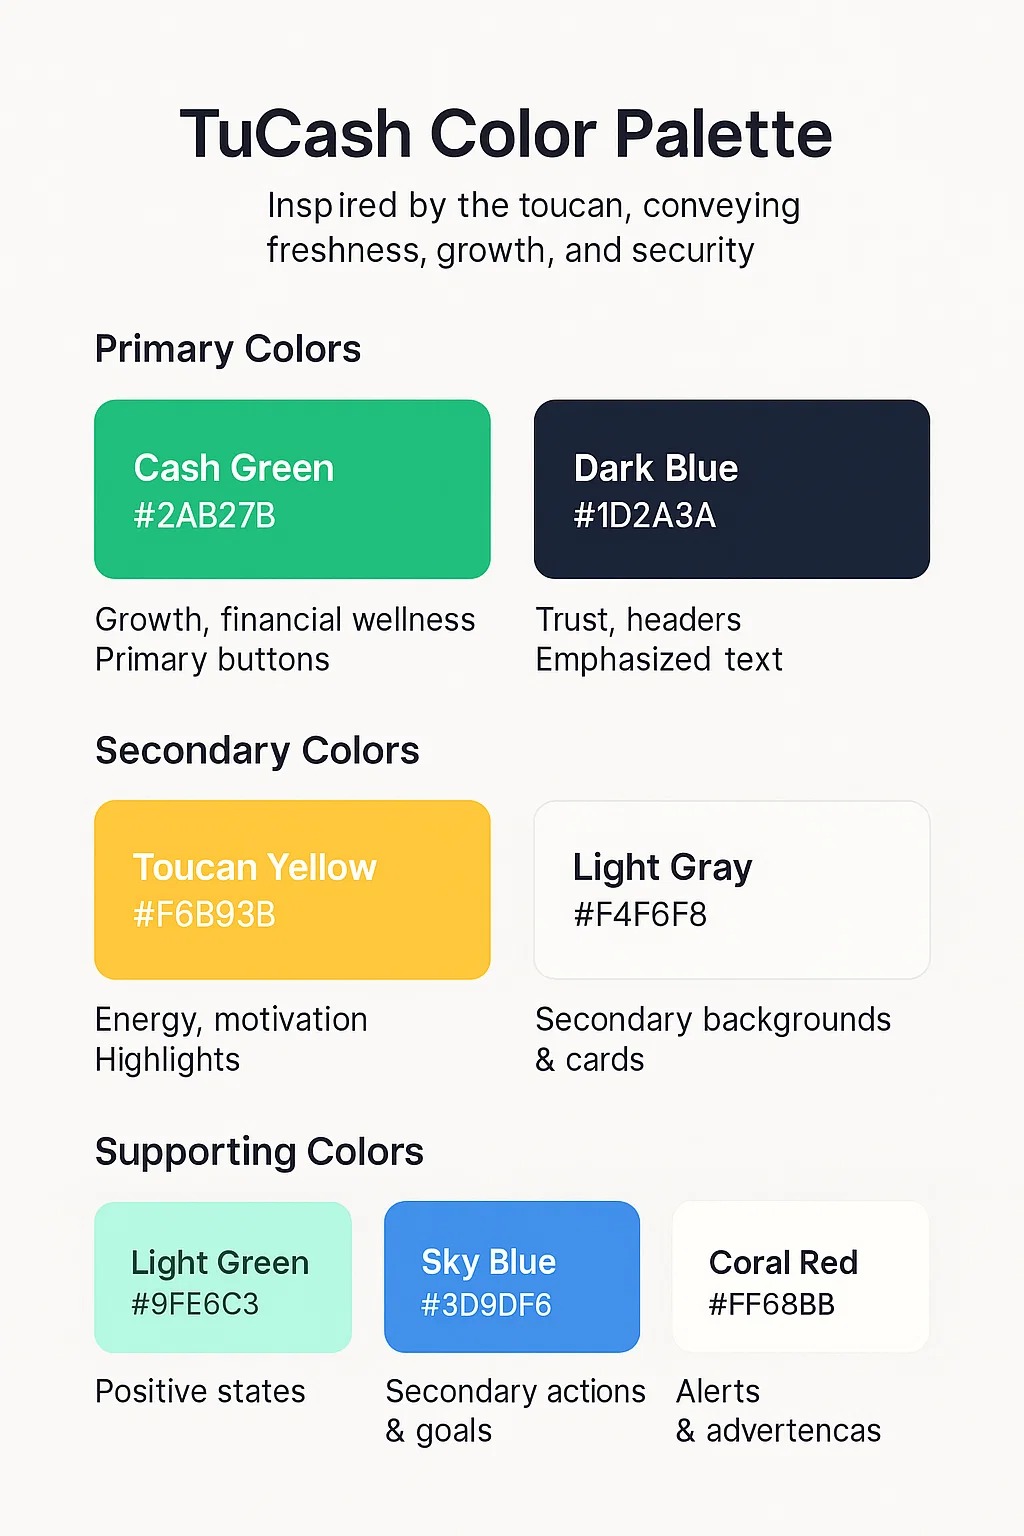 TuCash Color Palette
Inspired by the toucan, conveying
freshness, growth, and security
Primary Colors
Cash Green
#2AB27B
Dark Blue
#1D2A3A
Growth, financial wellness
Primary buttons
Trust, headers
Emphasized text
Secondary Colors
Toucan Yellow
#F6B93B
Light Gray
#F4F6F8
Energy, motivation
Highlights
Secondary backgrounds
& cards
Supporting Colors
Light Green
#9FE6C3
Sky Blue
#3D9DF6
Coral Red
#FF68BB
Positive states
Secondary actions
& goals
Alerts
& advertencas